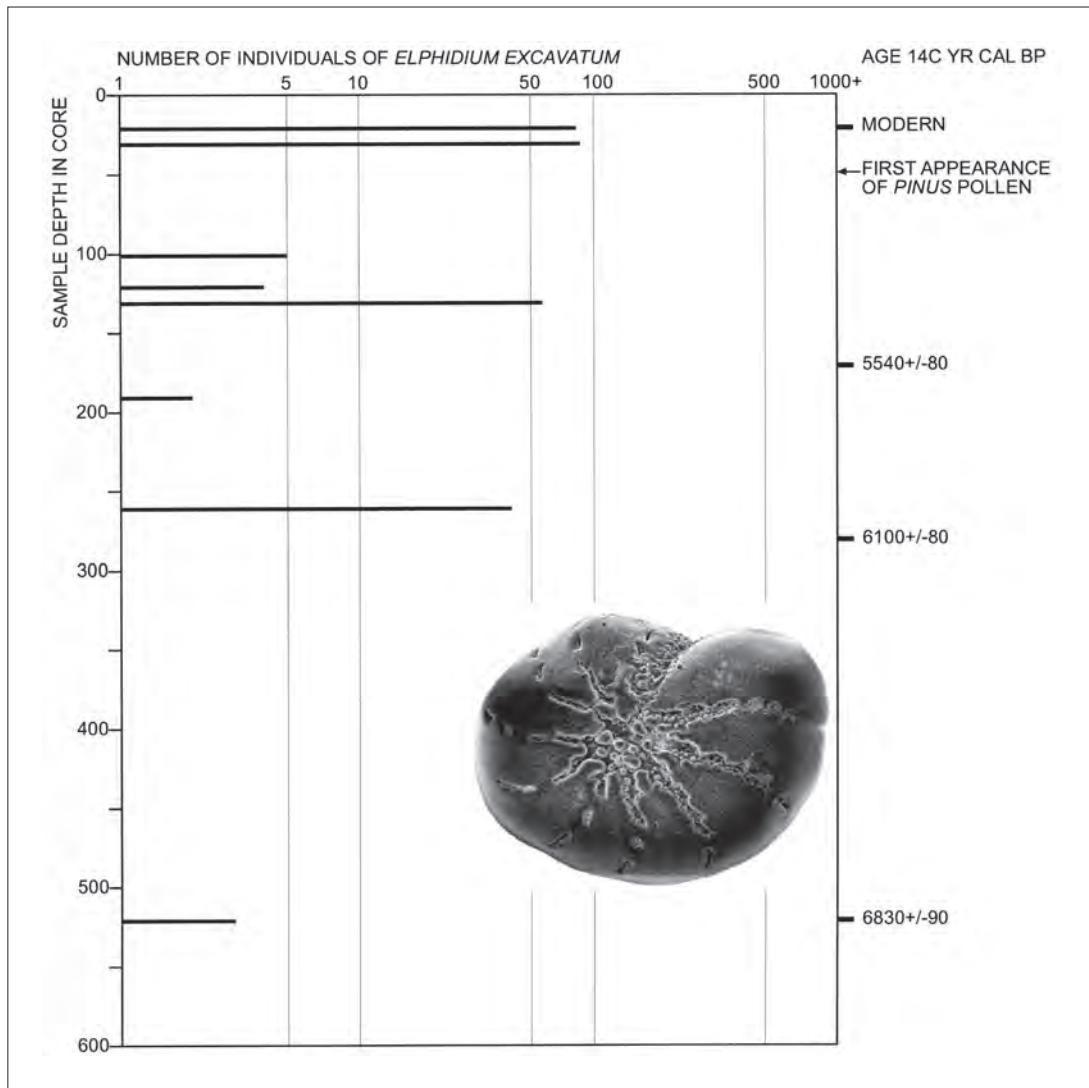 NUMBER OF INDIVIDUALS OF ELPHIDIUM EXCAVATUM
AGE 14C YR CAL BP
1 5 10 50 100 500 1000+
SAMPLE DEPTH IN CORE
0
100
200
300
400
500
600
MODERN
FIRST APPEARANCE
OF PINUS POLLEN
5540+/-80
6100+/-80
6830+/-90